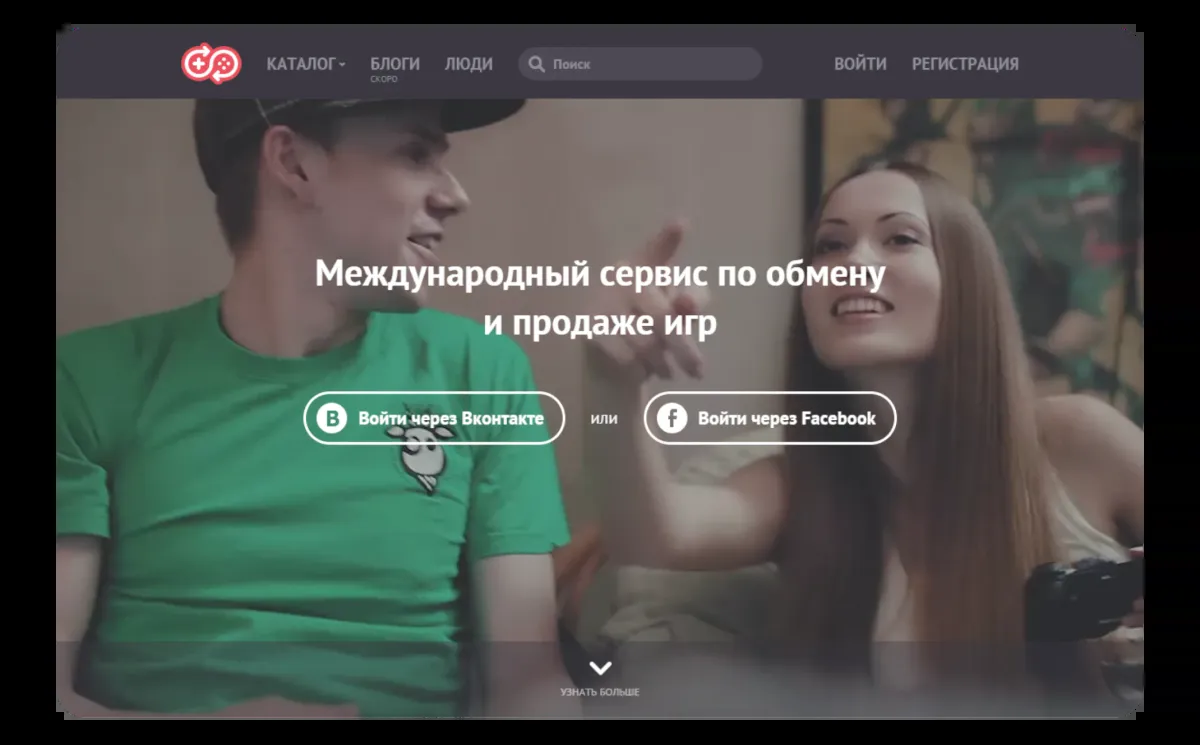 КАТАЛОГ
БЛОГИ
СКОРО
ЛЮДИ
Поиск
ВОЙТИ
РЕГИСТРАЦИЯ
Международный сервис по обмену
и продаже игр
В Войти через Вконтакте
или
f Войти через Facebook
УЗНАТЬ БОЛЬШЕ